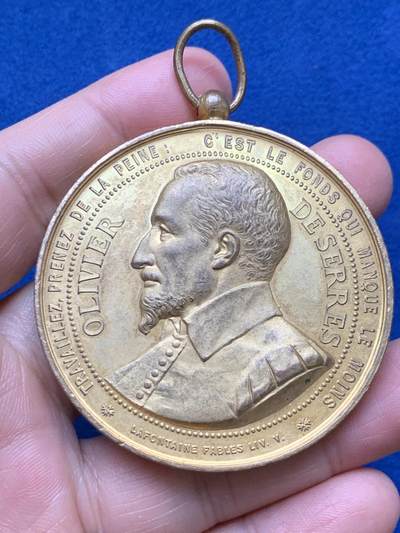 TRAVAILLEZ, PRENEZ DE LA PEINE: C'EST LE FONDS QUI MANQUE LE MOINS
OLIVIER DE SERRES
LAFONTAINE FABLES LIV. V.